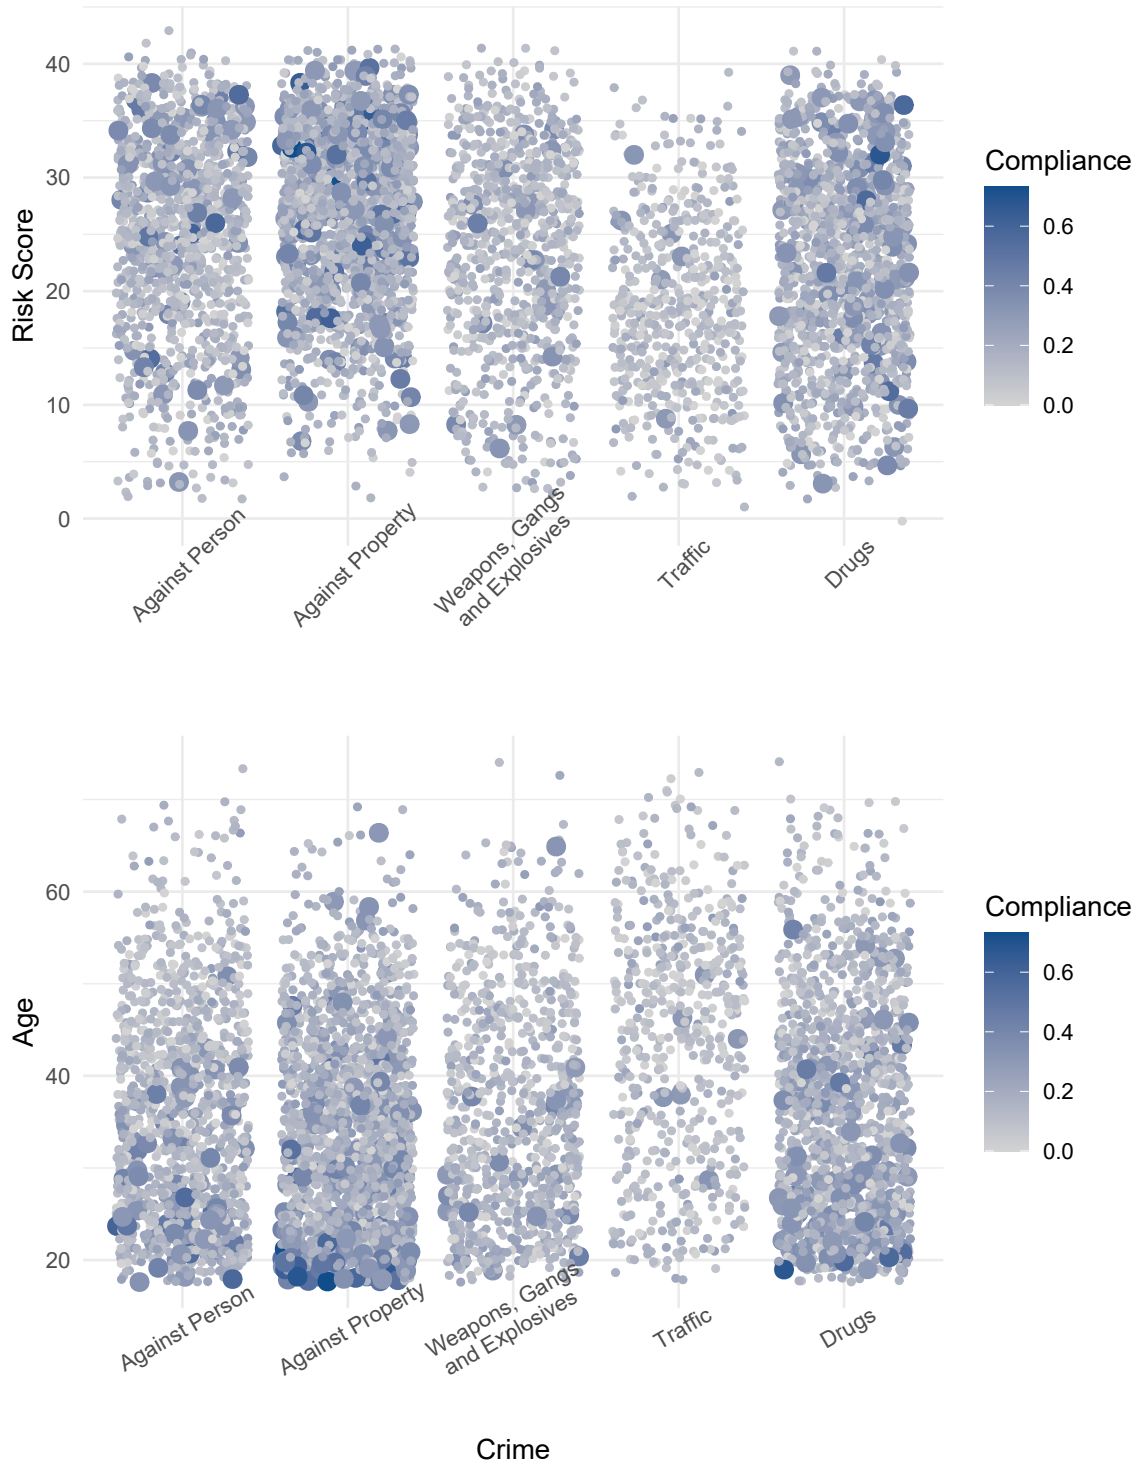 Risk Score
40
30
20
10
0
Against Person
Against Property
Weapons, Gangs
and Explosives
Traffic
Drugs
Compliance
0.6
0.4
0.2
0.0
Age
60
40
20
Against Person
Against Property
Weapons, Gangs
and Explosives
Traffic
Drugs
Compliance
0.6
0.4
0.2
0.0
Crime